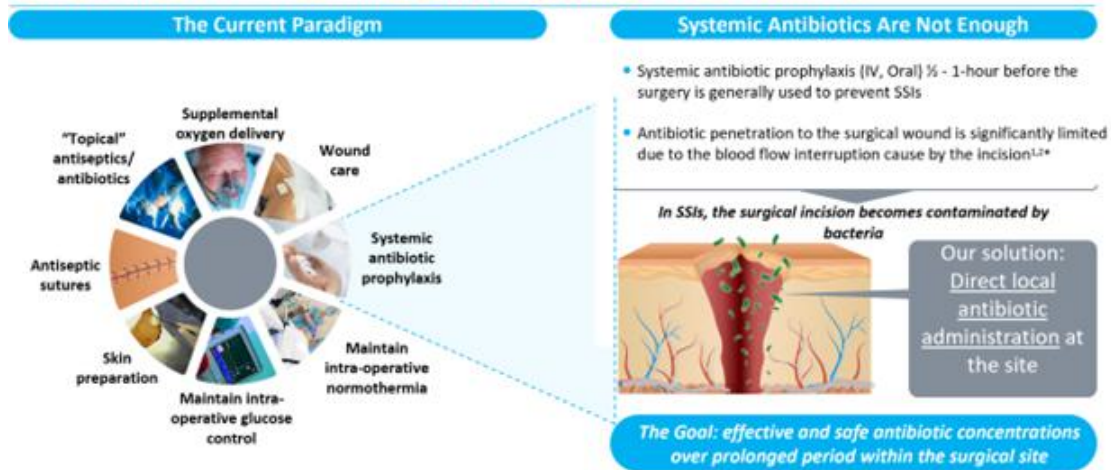 The Current Paradigm
Supplemental
oxygen delivery
"Topical"
antiseptics/
antibiotics
Wound
care
Antiseptic
sutures
Systemic
antibiotic
prophylaxis
Skin
preparation
Maintain
intra-operative
normothermia
Maintain intra-
operative glucose
control
Systemic Antibiotics Are Not Enough
• Systemic antibiotic prophylaxis (IV, Oral) ½ - 1-hour before the
surgery is generally used to prevent SSIs
• Antibiotic penetration to the surgical wound is significantly limited
due to the blood flow interruption cause by the incision¹,²*
In SSIs, the surgical incision becomes contaminated by
bacteria
Our solution:
Direct local
antibiotic
administration at
the site
The Goal: effective and safe antibiotic concentrations
over prolonged period within the surgical site